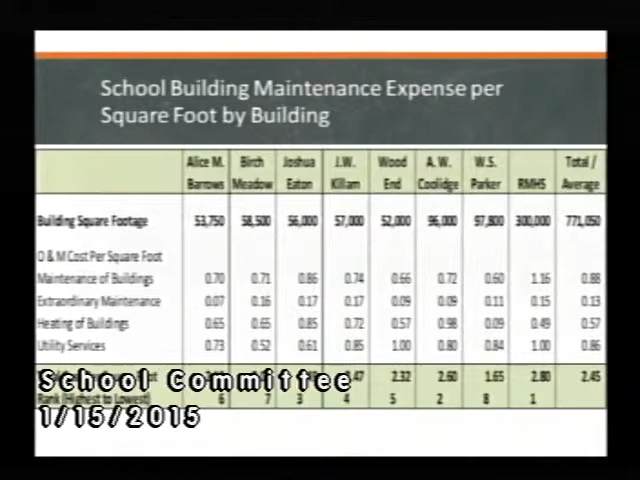 School Building Maintenance Expense per
Square Foot by Building
Alice M. Birch Joshua J.W. Wood A. W. W.S. Total /
Barrows Meadow Eaton Killam End Coolidge Parker RMHS Average
Building Square Footage 53,750 58,500 56,000 57,000 52,000 96,000 97,800 300,000 771,050
O & M Cost Per Square Foot
Maintenance of Buildings 0.70 0.71 0.86 0.74 0.66 0.72 0.60 1.16 0.88
Extraordinary Maintenance 0.07 0.16 0.17 0.17 0.09 0.09 0.11 0.15 0.13
Heating of Buildings 0.65 0.65 0.85 0.72 0.57 0.98 0.09 0.49 0.57
Utility Services 0.73 0.52 0.61 0.85 1.00 0.80 0.84 1.00 0.86
2.32 2.60 1.65 2.80 2.45
School Committee
Rank (Highest to Lowest) 6 7 3 4 5 2 8 1
1/15/2015